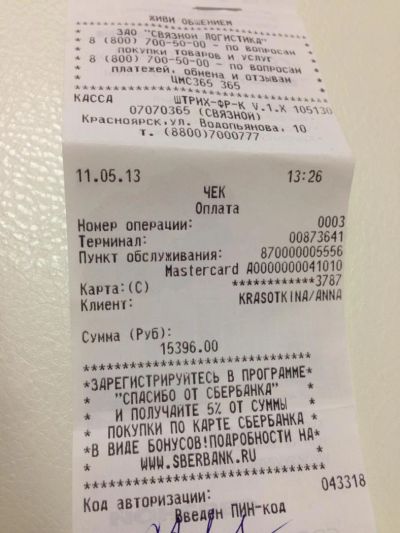 ЖИВИ ОБЩЕНИЕМ
* ЗАО "СВЯЗНОЙ ЛОГИСТИКА" *
* 8 (800) 700-50-00 - по вопросам *
* покупки товаров и услуг *
* 8 (800) 700-50-00 - по вопросам *
* платежей, обмена и отзывам *
* ЦМС365 365 *
КАССА ШТРИХ-ФР-К V.1.X 105130
07070365 (СВЯЗНОЙ)
Красноярск,ул. Водопьянова, 10
т. (8800)7000777
11.05.13 13:26
ЧЕК
Оплата
Номер операции: 0003
Терминал: 00873641
Пункт обслуживания: 870000005556
Mastercard A0000000041010
Карта:(C) ************3787
Клиент: KRASOTKINA/ANNA
Сумма (Руб):
15396.00
*******************************
*ЗАРЕГИСТРИРУЙТЕСЬ В ПРОГРАММЕ*
* "СПАСИБО ОТ СБЕРБАНКА" *
* И ПОЛУЧАЙТЕ 5% ОТ СУММЫ *
* ПОКУПКИ ПО КАРТЕ СБЕРБАНКА *
*В ВИДЕ БОНУСОВ!ПОДРОБНОСТИ НА*
* WWW.SBERBANK.RU *
*******************************
Код авторизации: 043318
Введен ПИН-код